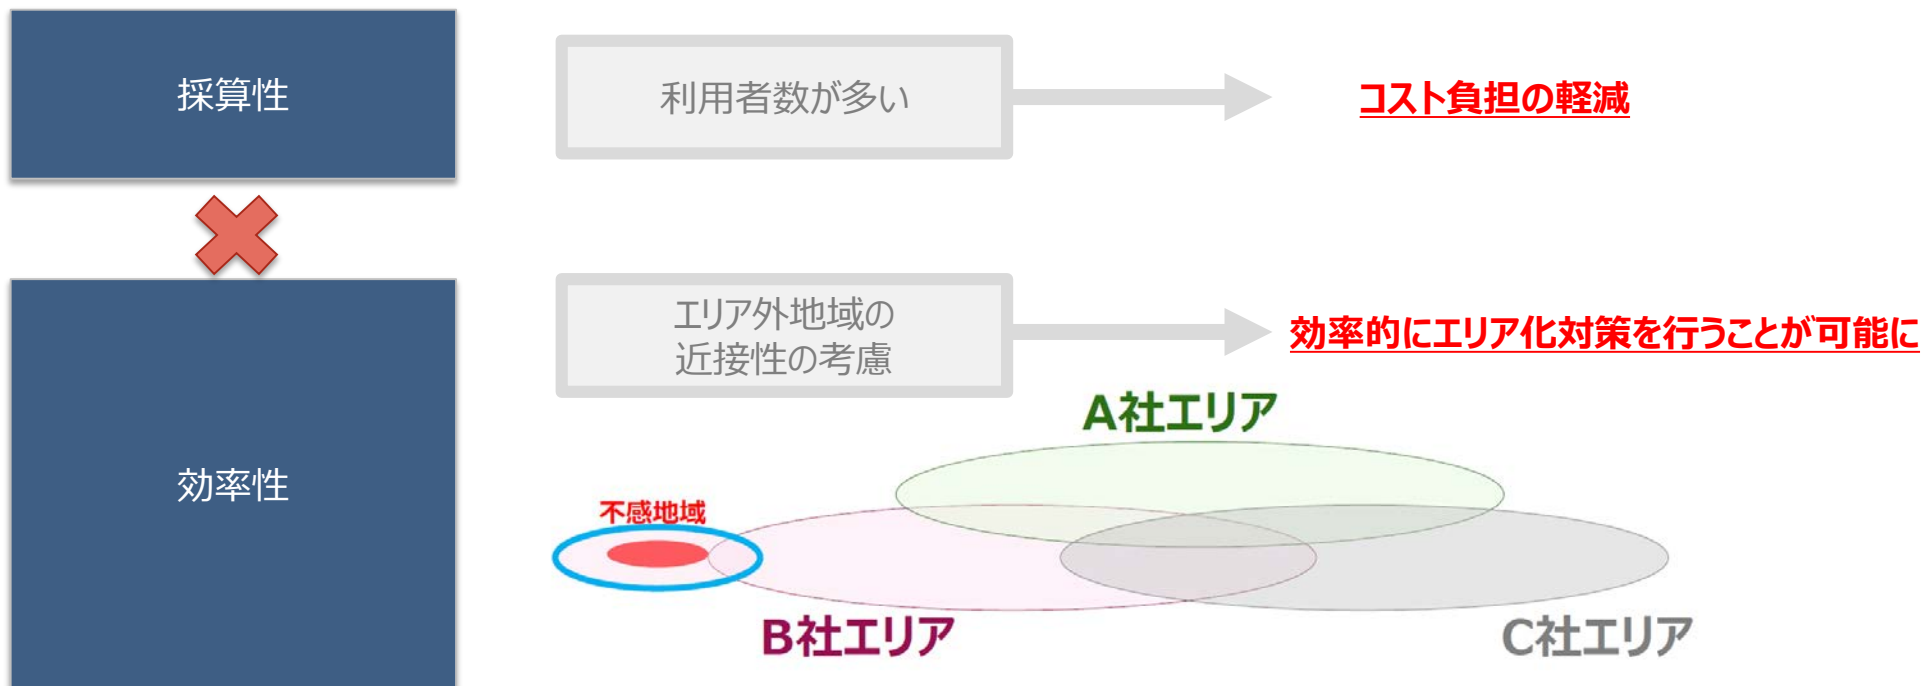 採算性
利用者数が多い
コスト負担の軽減
効率性
エリア外地域の
近接性の考慮
効率的にエリア化対策を行うことが可能に
A社エリア
不感地域
B社エリア
C社エリア